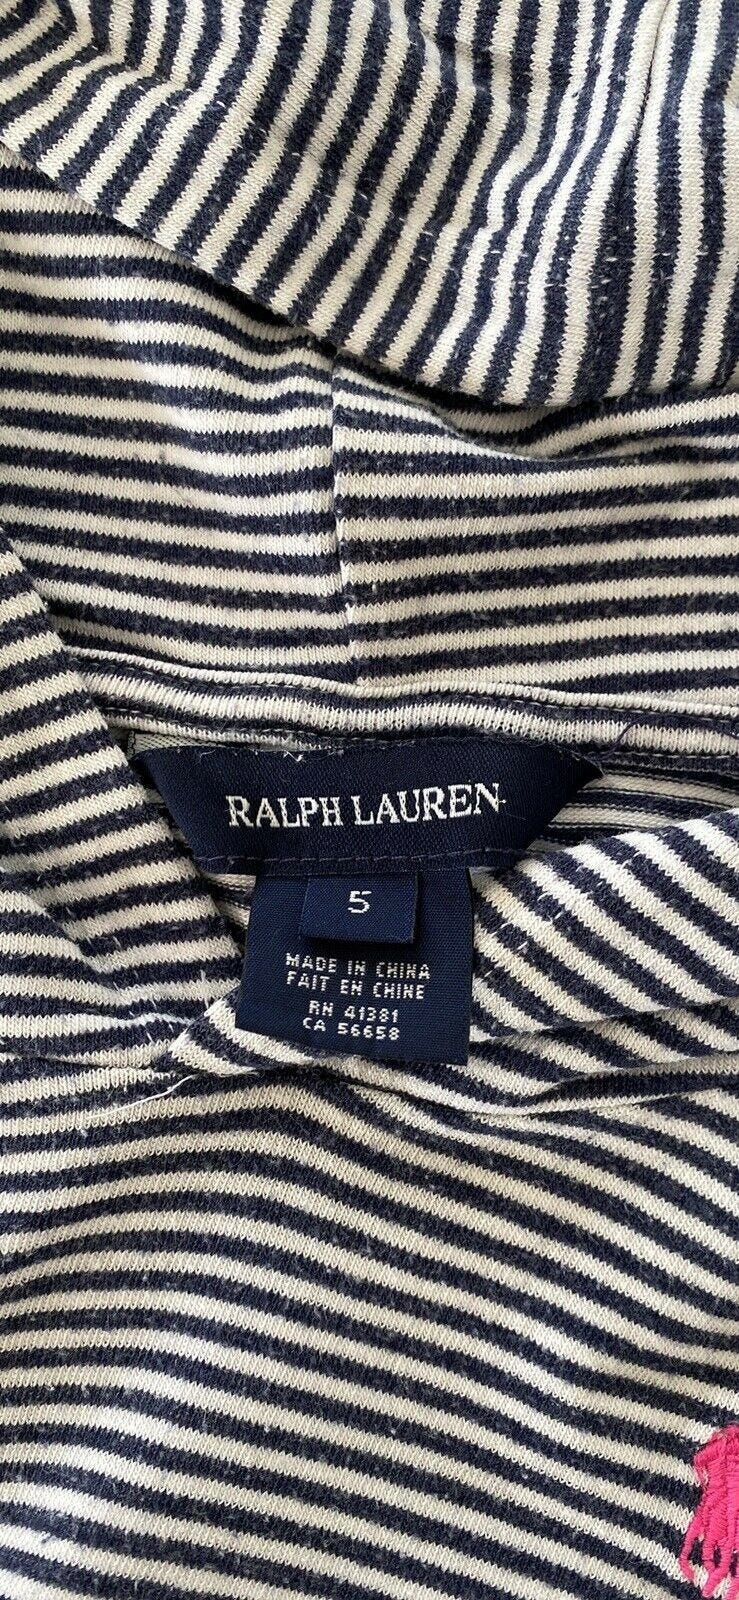 RALPH LAUREN
5
MADE IN CHINA
FAIT EN CHINE
RN 41381
CA 56658